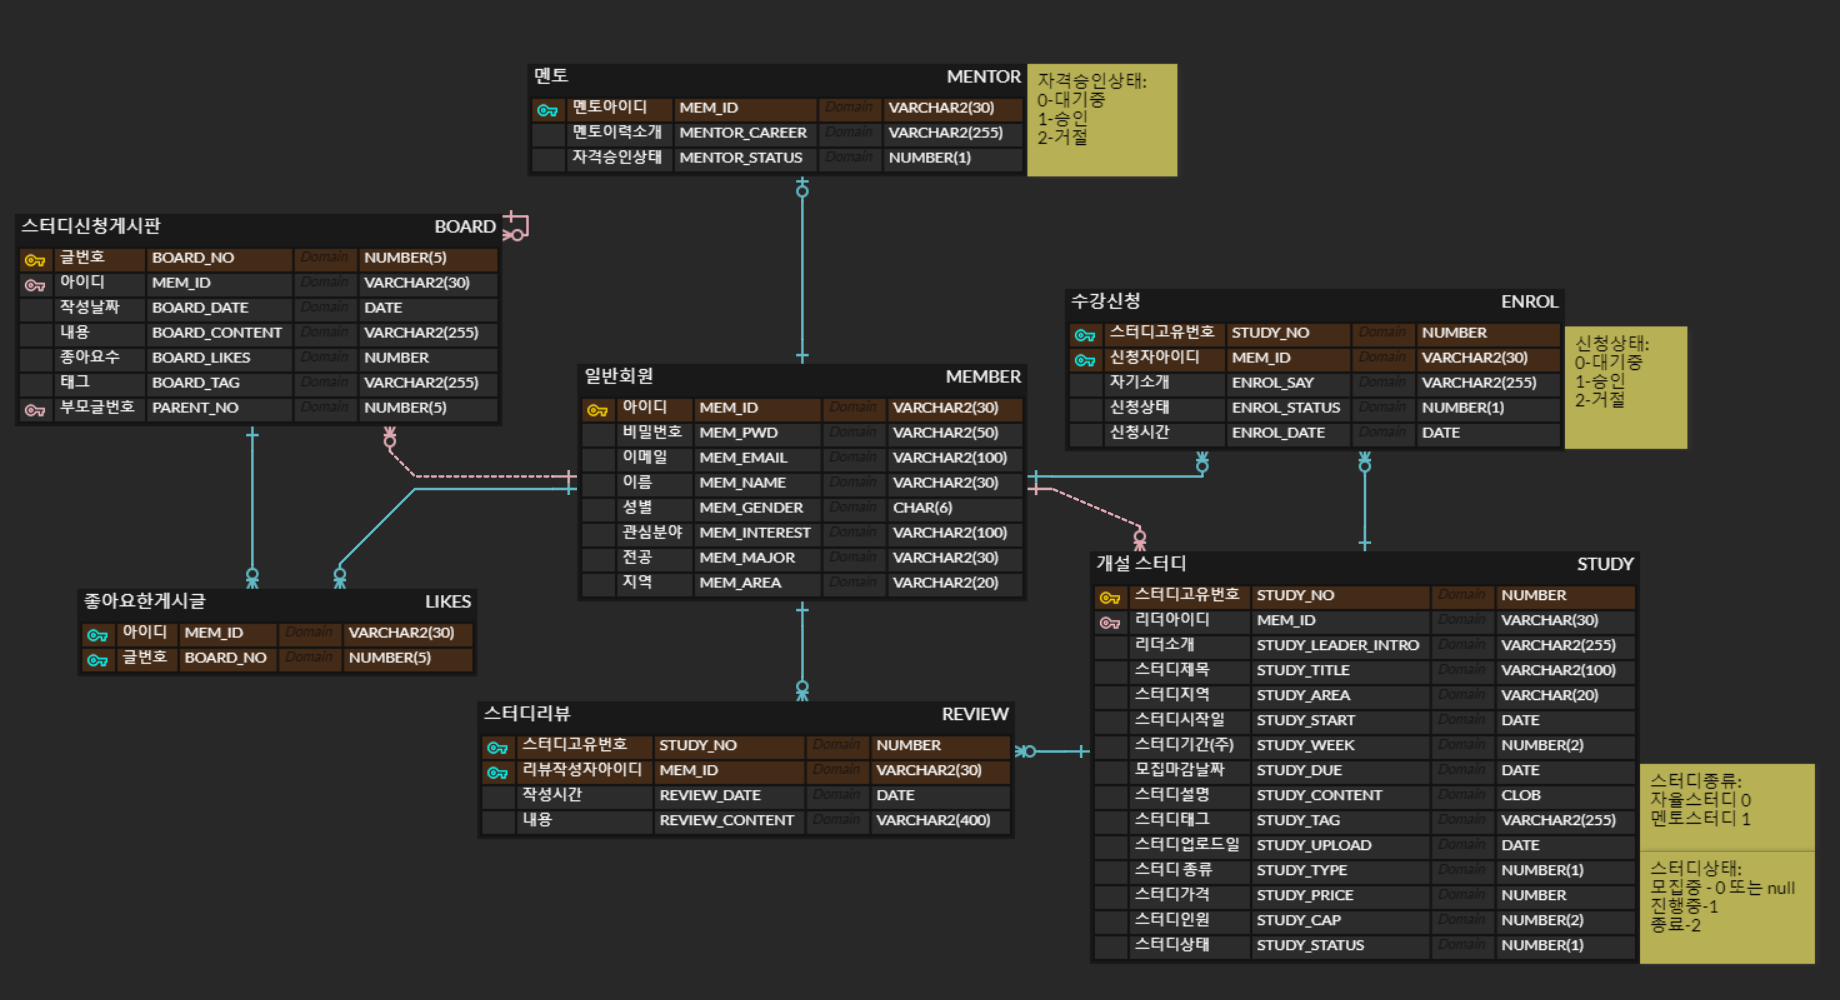 멘토 MENTOR
멘토아이디 MEM_ID Domain VARCHAR2(30)
멘토이력소개 MENTOR_CAREER Domain VARCHAR2(255)
자격승인상태 MENTOR_STATUS Domain NUMBER(1)
자격승인상태:
0-대기중
1-승인
2-거절
스터디신청게시판 BOARD
글번호 BOARD_NO Domain NUMBER(5)
아이디 MEM_ID Domain VARCHAR2(30)
작성날짜 BOARD_DATE Domain DATE
내용 BOARD_CONTENT Domain VARCHAR2(255)
좋아요수 BOARD_LIKES Domain NUMBER
태그 BOARD_TAG Domain VARCHAR2(255)
부모글번호 PARENT_NO Domain NUMBER(5)
일반회원 MEMBER
아이디 MEM_ID Domain VARCHAR2(30)
비밀번호 MEM_PWD Domain VARCHAR2(50)
이메일 MEM_EMAIL Domain VARCHAR2(100)
이름 MEM_NAME Domain VARCHAR2(30)
성별 MEM_GENDER Domain CHAR(6)
관심분야 MEM_INTEREST Domain VARCHAR2(100)
전공 MEM_MAJOR Domain VARCHAR2(30)
지역 MEM_AREA Domain VARCHAR2(20)
수강신청 ENROL
스터디고유번호 STUDY_NO Domain NUMBER
신청자아이디 MEM_ID Domain VARCHAR2(30)
자기소개 ENROL_SAY Domain VARCHAR2(255)
신청상태 ENROL_STATUS Domain NUMBER(1)
신청시간 ENROL_DATE Domain DATE
신청상태:
0-대기중
1-승인
2-거절
좋아요한게시글 LIKES
아이디 MEM_ID Domain VARCHAR2(30)
글번호 BOARD_NO Domain NUMBER(5)
스터디리뷰 REVIEW
스터디고유번호 STUDY_NO Domain NUMBER
리뷰작성자아이디 MEM_ID Domain VARCHAR2(30)
작성시간 REVIEW_DATE Domain DATE
내용 REVIEW_CONTENT Domain VARCHAR2(400)
개설 스터디 STUDY
스터디고유번호 STUDY_NO Domain NUMBER
리더아이디 MEM_ID Domain VARCHAR(30)
리더소개 STUDY_LEADER_INTRO Domain VARCHAR2(255)
스터디제목 STUDY_TITLE Domain VARCHAR2(100)
스터디지역 STUDY_AREA Domain VARCHAR(20)
스터디시작일 STUDY_START Domain DATE
스터디기간(주) STUDY_WEEK Domain NUMBER(2)
모집마감날짜 STUDY_DUE Domain DATE
스터디설명 STUDY_CONTENT Domain CLOB
스터디태그 STUDY_TAG Domain VARCHAR2(255)
스터디업로드일 STUDY_UPLOAD Domain DATE
스터디 종류 STUDY_TYPE Domain NUMBER(1)
스터디가격 STUDY_PRICE Domain NUMBER
스터디인원 STUDY_CAP Domain NUMBER(2)
스터디상태 STUDY_STATUS Domain NUMBER(1)
스터디종류:
자율스터디 0
멘토스터디 1
스터디상태:
모집중 - 0 또는 null
진행중-1
종료-2